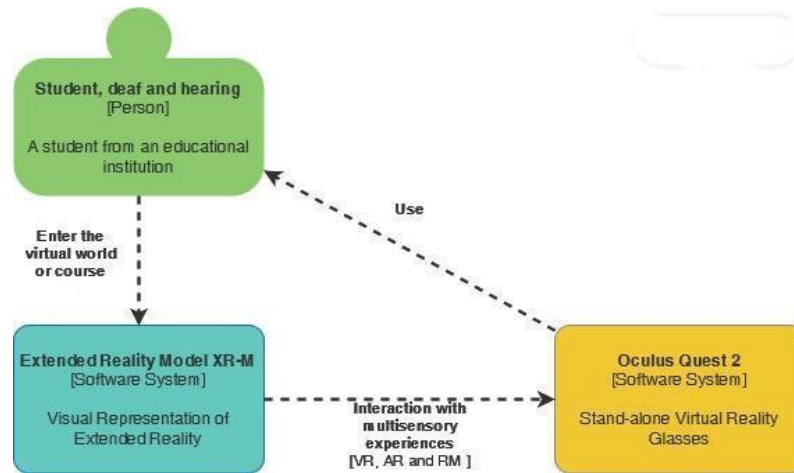 Student, deaf and hearing
[Person]
A student from an educational
institution
Use
Enter the
virtual world
or course
Extended Reality Model XR-M
[Software System]
Visual Representation of
Extended Reality
Interaction with
multisensory
experiences
[VR, AR and RM ]
Oculus Quest 2
[Software System]
Stand-alone Virtual Reality
Glasses